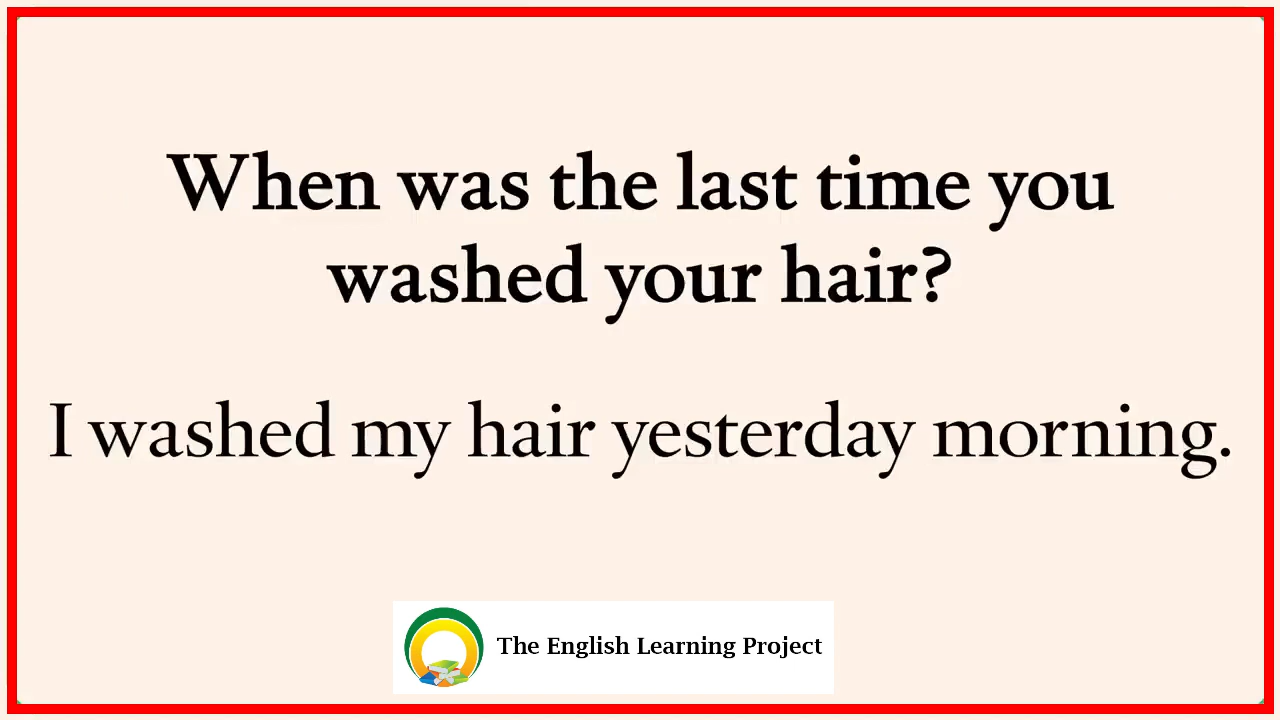 When was the last time you
washed your hair?
I washed my hair yesterday morning.
The English Learning Project